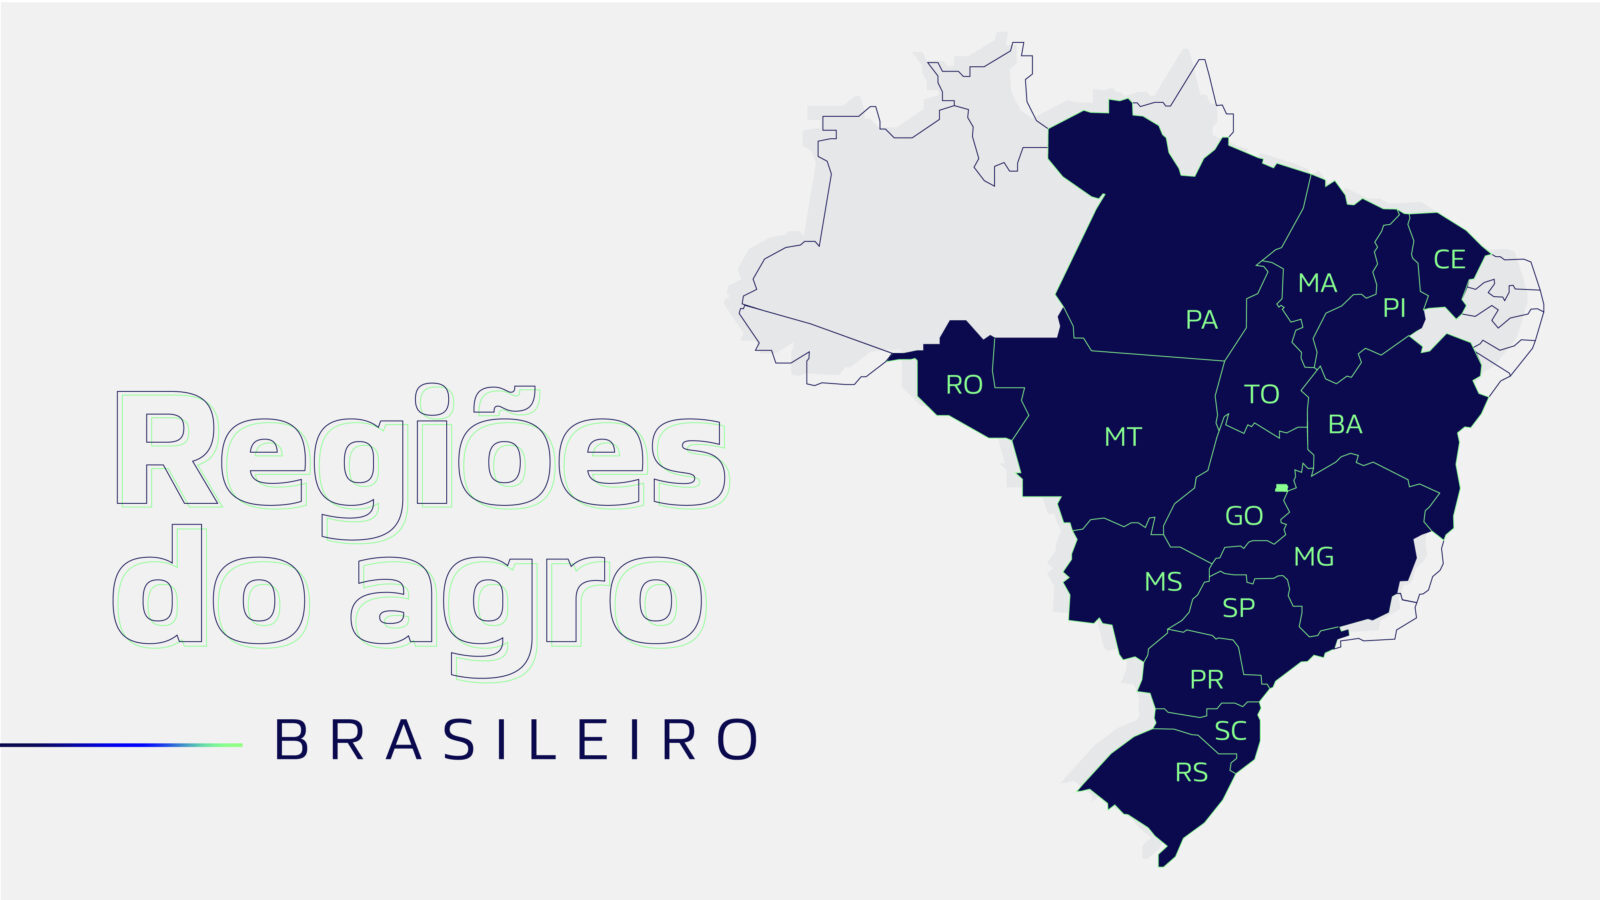 Regiões
do agro
BRASILEIRO
CE
MA
PI
PA
RO
TO
BA
MT
GO
MG
MS
SP
PR
SC
RS